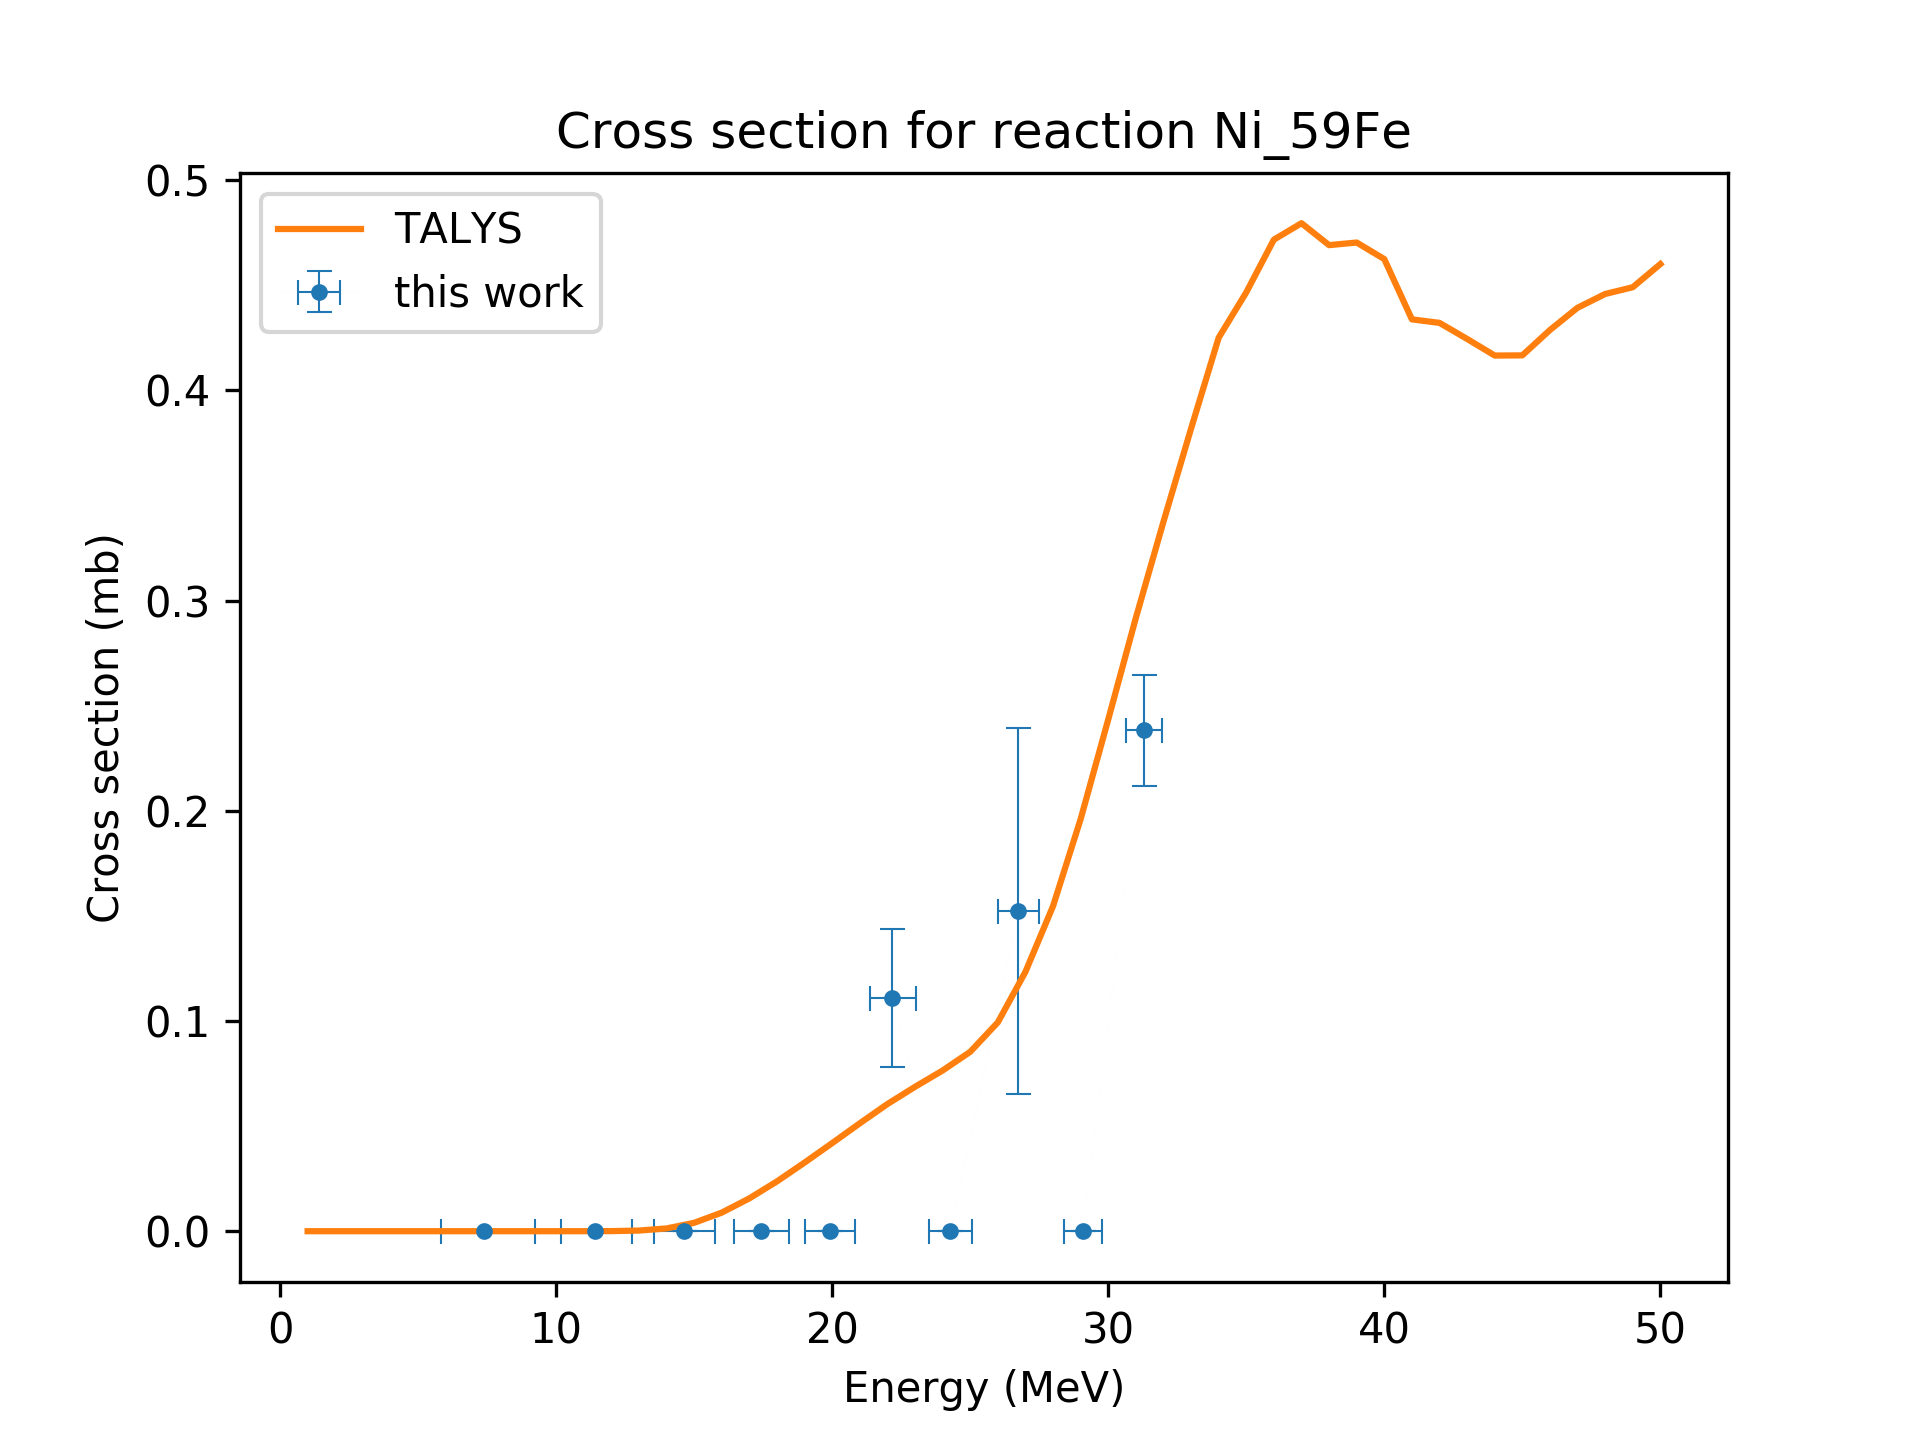 Cross section for reaction Ni_59Fe
TALYS
this work
0.5
0.4
0.3
0.2
0.1
0.0
Cross section (mb)
0 10 20 30 40 50
Energy (MeV)